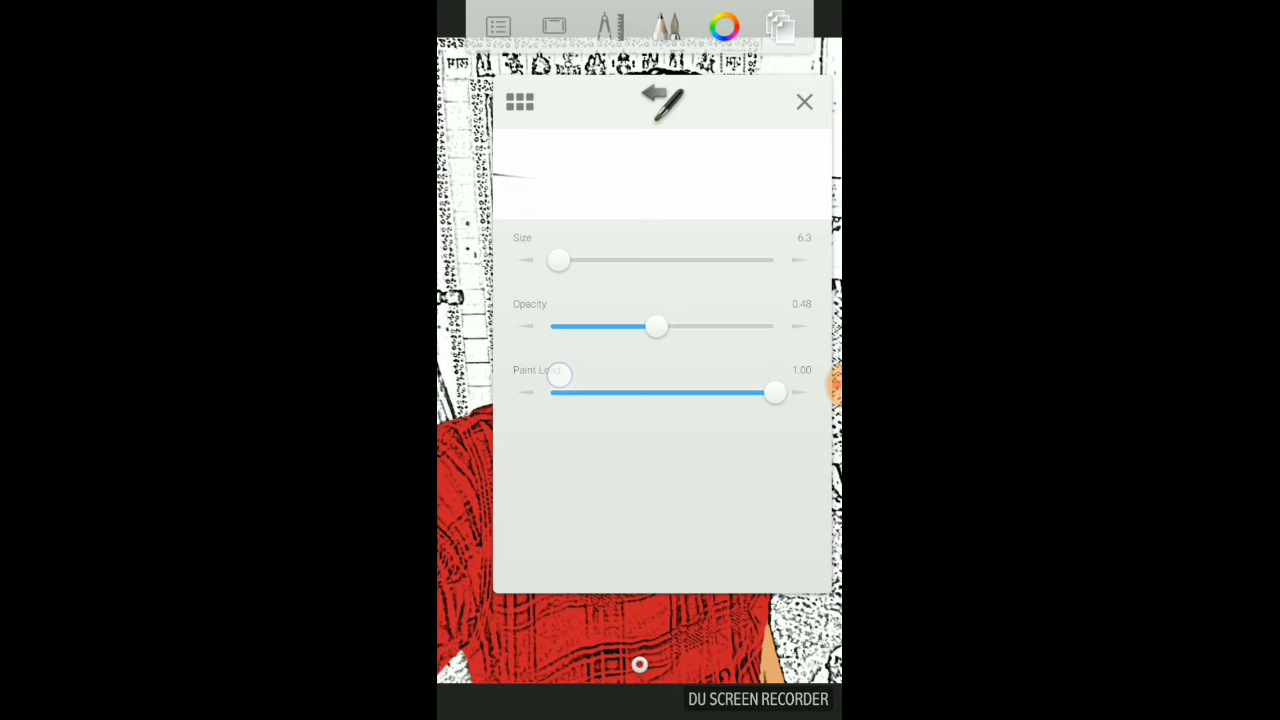 Size 6.3
Opacity 0.48
Paint Load 1.00
DU SCREEN RECORDER